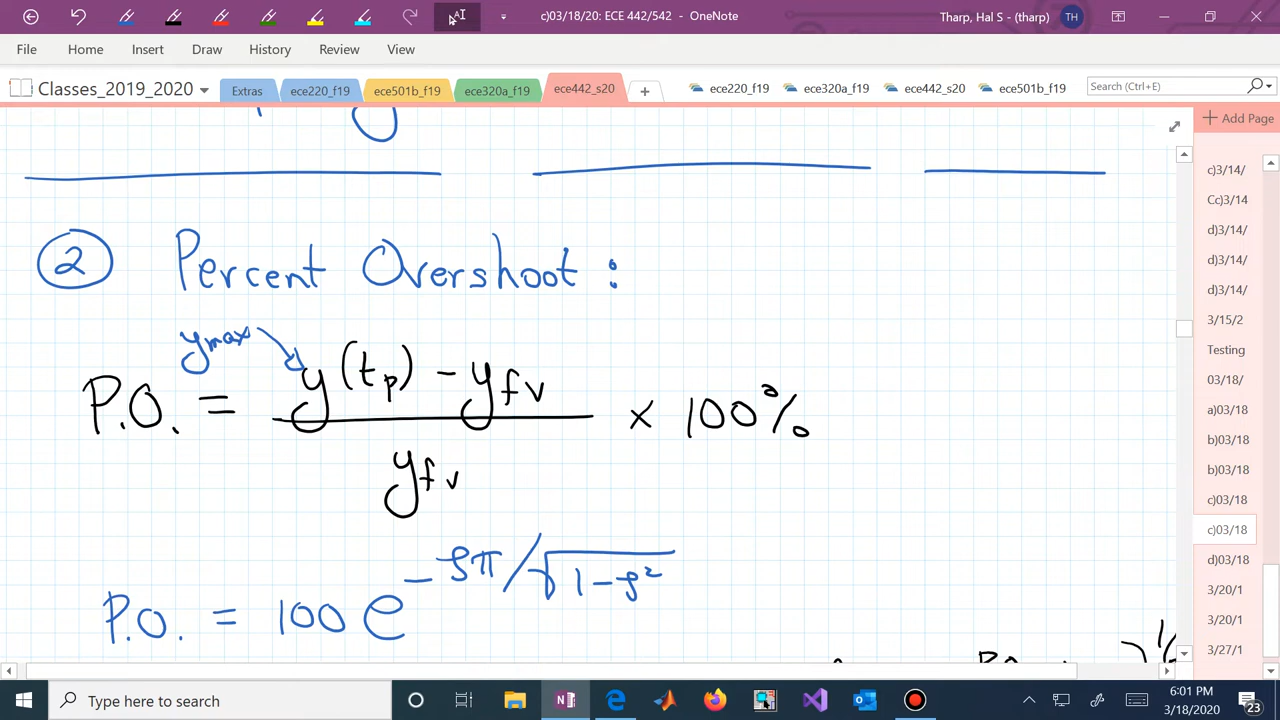 c)03/18/20: ECE 442/542 - OneNote
Tharp, Hal S - (tharp) TH
File Home Insert Draw History Review View
Classes_2019_2020 Extras ece220_f19 ece501b_f19 ece320a_f19 ece442_s20 ece220_f19 ece320a_f19 ece442_s20 ece501b_f19 Search (Ctrl+E)
Add Page
c)3/14/
Cc)3/14
d)3/14/
d)3/14/
d)3/14/
3/15/2
Testing
03/18/
a)03/18
b)03/18
b)03/18
c)03/18
c)03/18
d)03/18
3/20/1
3/20/1
3/27/1
② Percent Overshoot :
ymax
P.O. = y(tp) - yfv / yfv x 100%
P.O. = 100 e^-ζπ/√1-ζ²
Type here to search
6:01 PM
3/18/2020
23